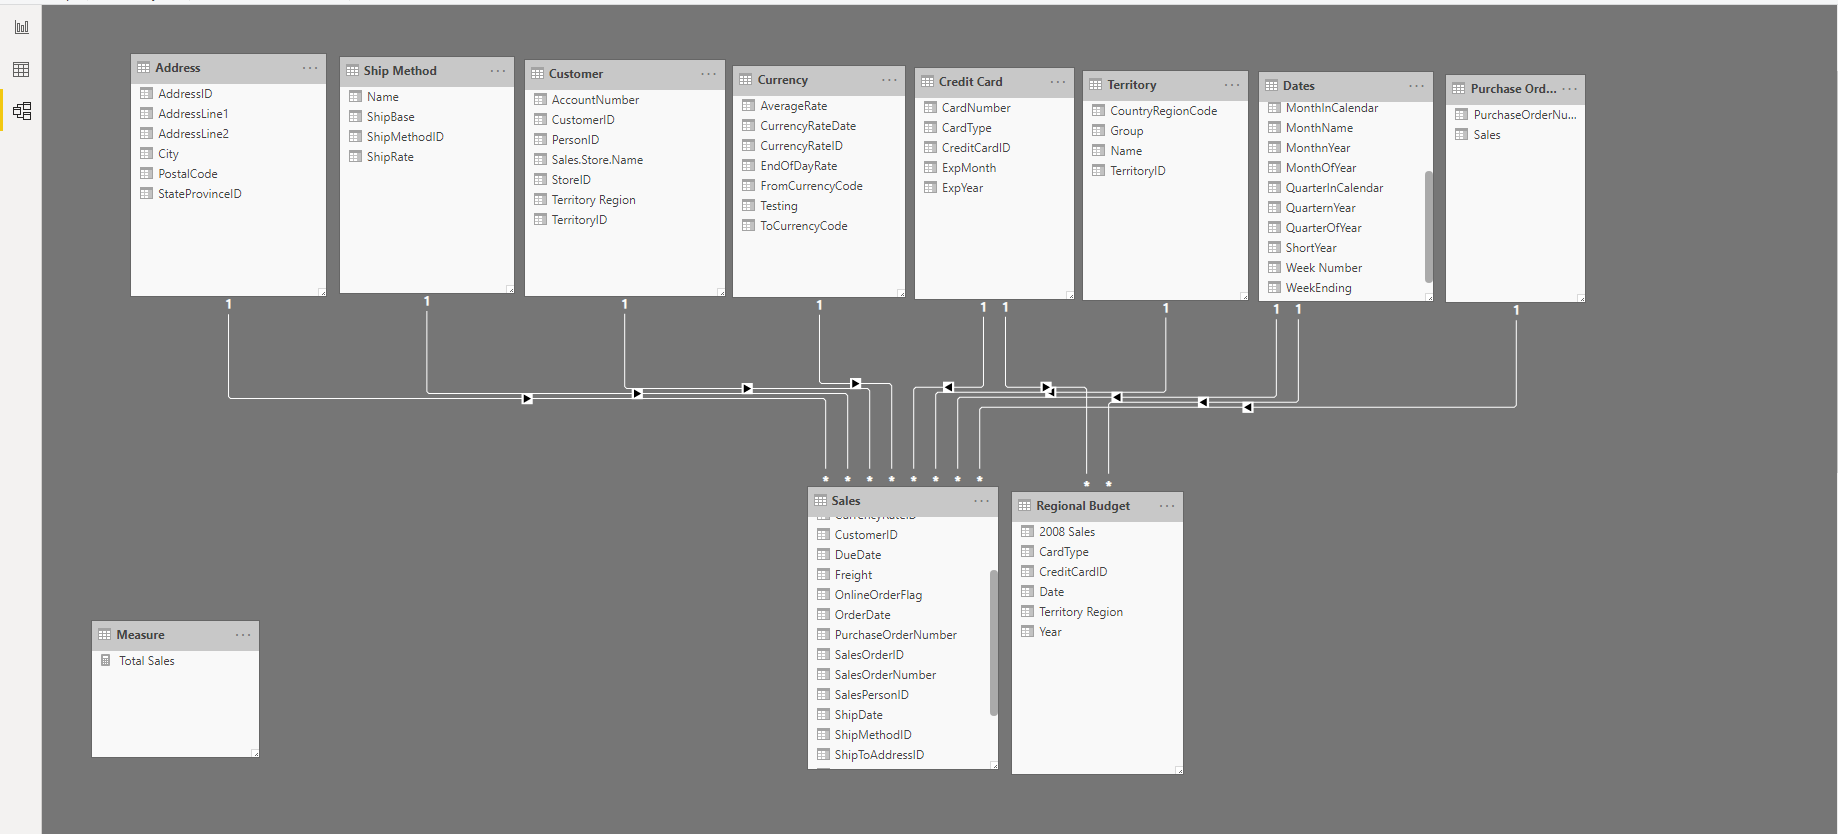 Address
AddressID
AddressLine1
AddressLine2
City
PostalCode
StateProvinceID
Ship Method
Name
ShipBase
ShipMethodID
ShipRate
Customer
AccountNumber
CustomerID
PersonID
Sales.Store.Name
StoreID
Territory Region
TerritoryID
Currency
AverageRate
CurrencyRateDate
CurrencyRateID
EndOfDayRate
FromCurrencyCode
Testing
ToCurrencyCode
Credit Card
CardNumber
CardType
CreditCardID
ExpMonth
ExpYear
Territory
CountryRegionCode
Group
Name
TerritoryID
Dates
MonthInCalendar
MonthName
MonthnYear
MonthOfYear
QuarterInCalendar
QuarternYear
QuarterOfYear
ShortYear
Week Number
WeekEnding
Purchase Ord...
PurchaseOrderNu...
Sales
1 1 1 1 1 1 1 1 1 1
* * * * * * * * * *
Sales
CurrencyRateID
CustomerID
DueDate
Freight
OnlineOrderFlag
OrderDate
PurchaseOrderNumber
SalesOrderID
SalesOrderNumber
SalesPersonID
ShipDate
ShipMethodID
ShipToAddressID
Regional Budget
2008 Sales
CardType
CreditCardID
Date
Territory Region
Year
Measure
Total Sales